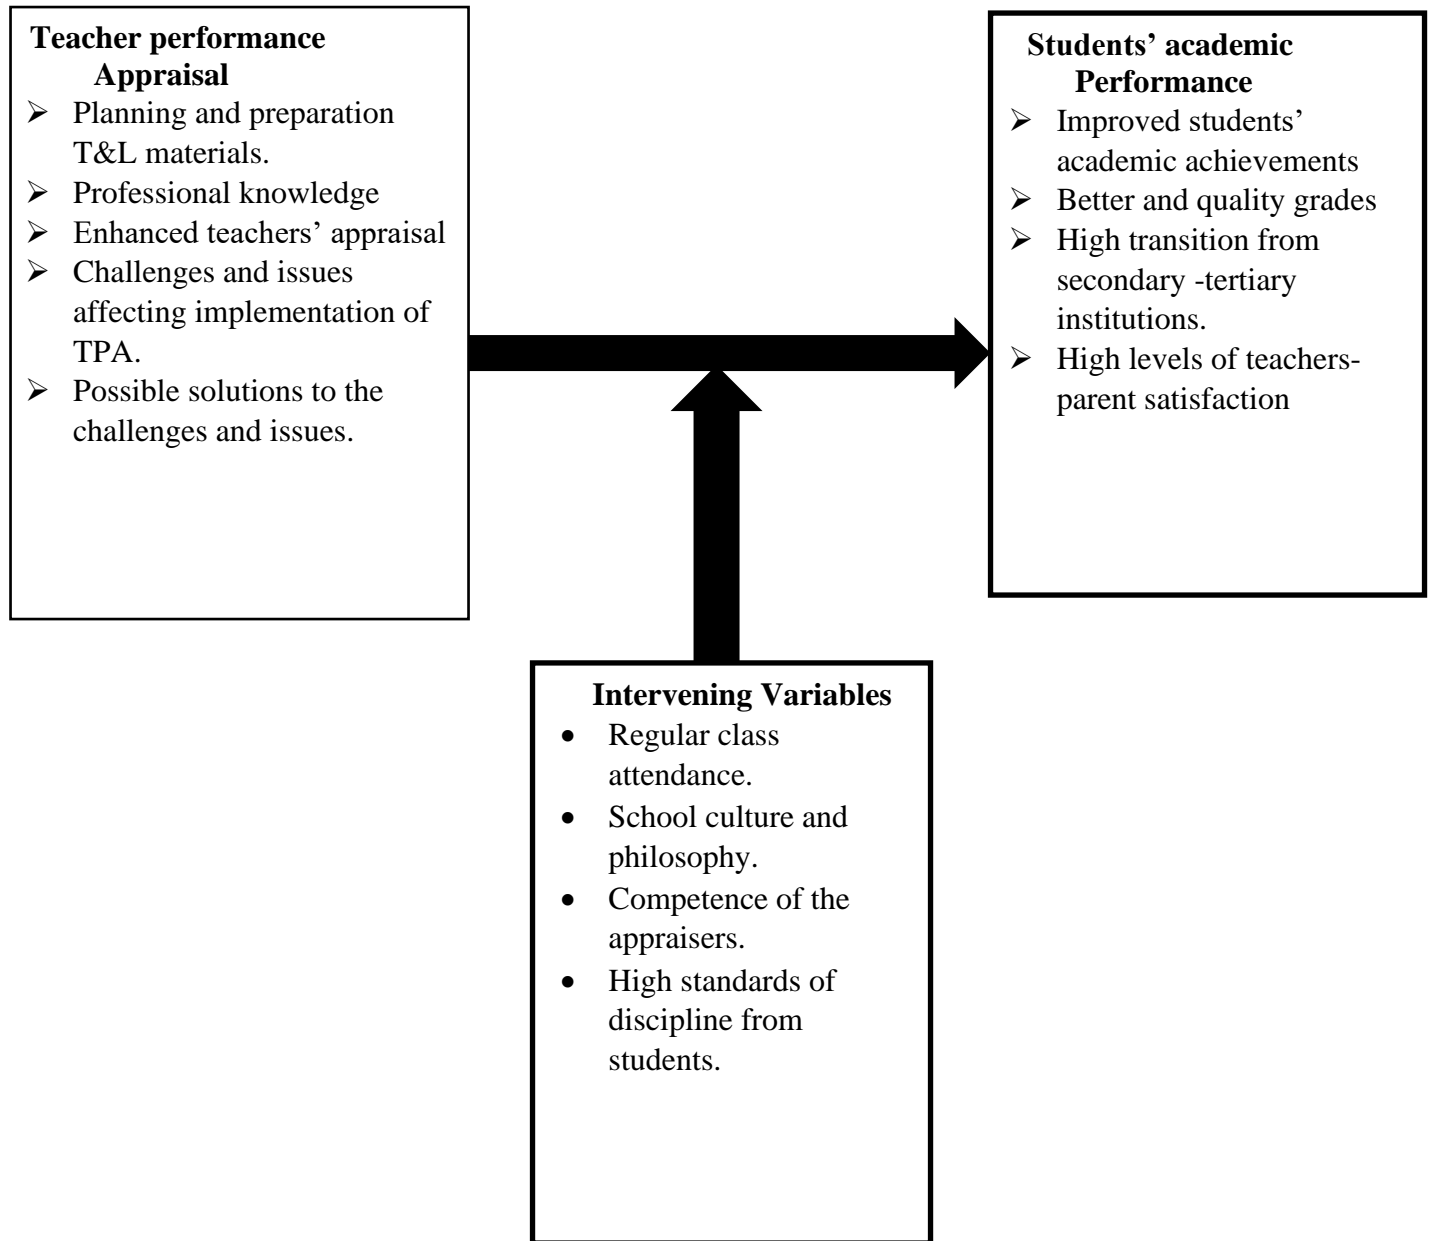 Teacher performance
Appraisal
➢ Planning and preparation
T&L materials.
➢ Professional knowledge
➢ Enhanced teachers’ appraisal
➢ Challenges and issues
affecting implementation of
TPA.
➢ Possible solutions to the
challenges and issues.
Students’ academic
Performance
➢ Improved students’
academic achievements
➢ Better and quality grades
➢ High transition from
secondary -tertiary
institutions.
➢ High levels of teachers-
parent satisfaction
Intervening Variables
• Regular class
attendance.
• School culture and
philosophy.
• Competence of the
appraisers.
• High standards of
discipline from
students.